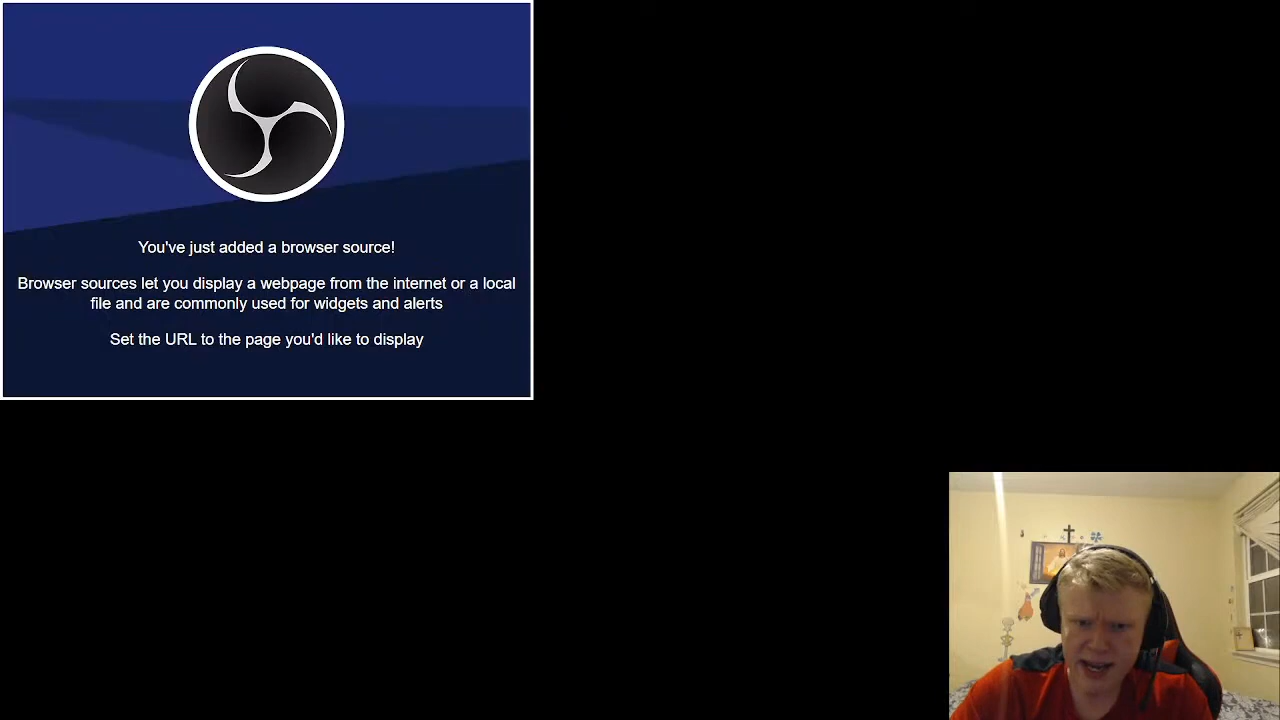 You've just added a browser source!
Browser sources let you display a webpage from the internet or a local
file and are commonly used for widgets and alerts
Set the URL to the page you'd like to display